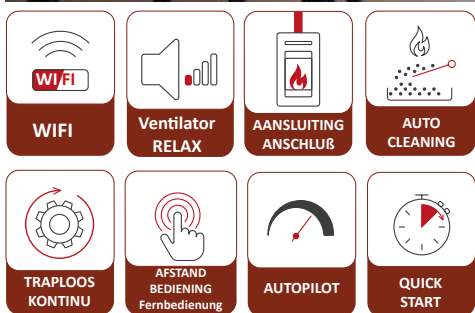 WIFI
WIFI
Ventilator
RELAX
AANSLUITING
ANSCHLUß
AUTO
CLEANING
TRAPLOOS
KONTINU
AFSTAND
BEDIENING
Fernbedienung
AUTOPILOT
QUICK
START